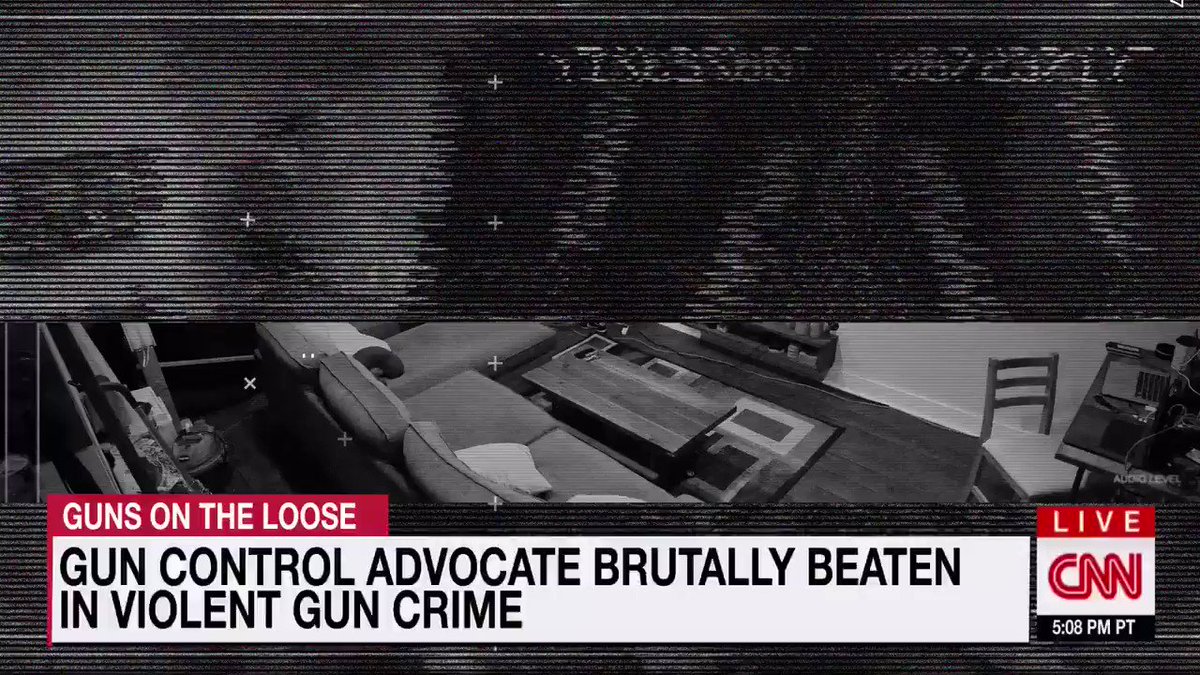 AUDIO LEVEL
GUNS ON THE LOOSE
GUN CONTROL ADVOCATE BRUTALLY BEATEN
IN VIOLENT GUN CRIME
LIVE
CNN
5:08 PM PT